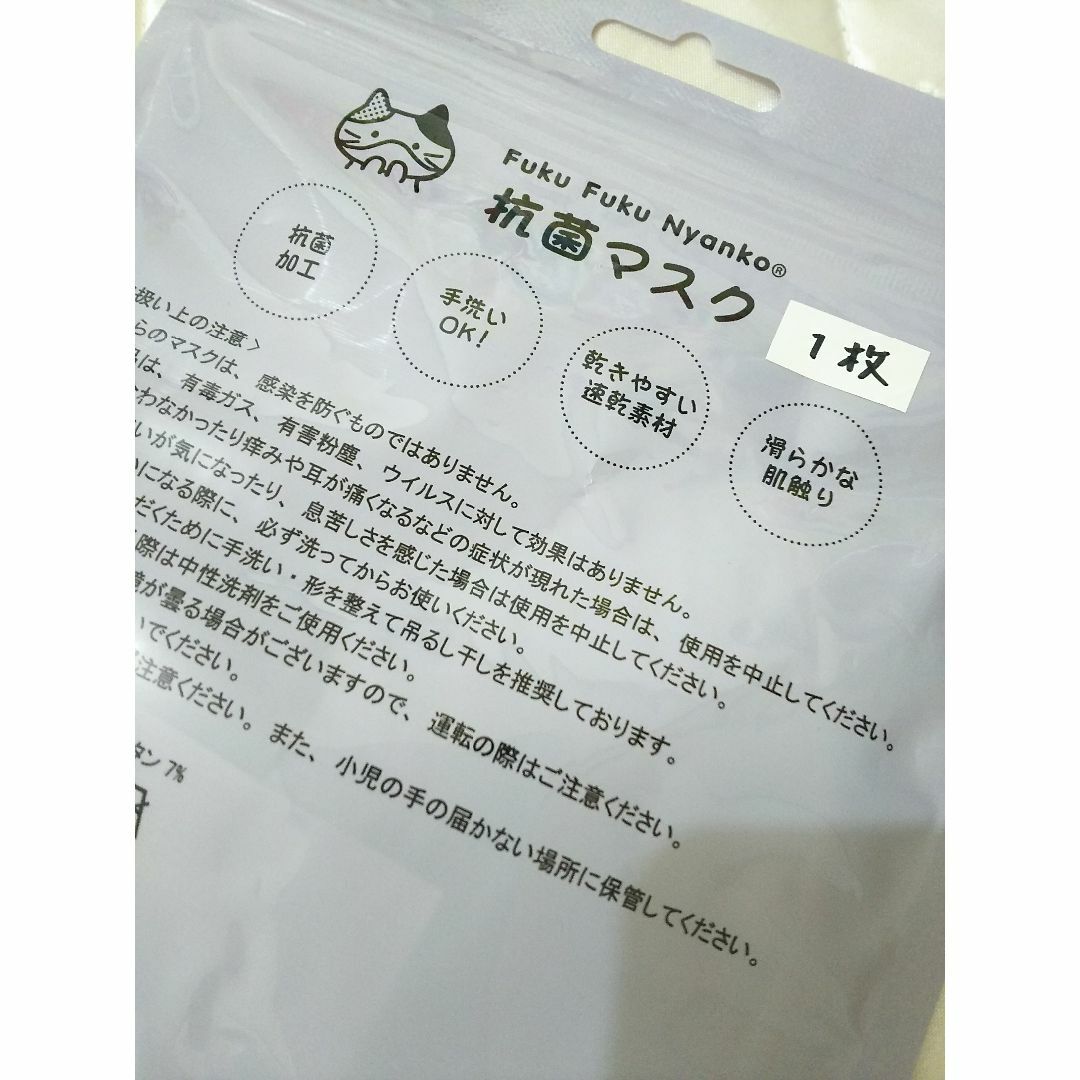 Fuku Fuku Nyanko®
抗菌マスク
1枚
抗菌
加工
手洗い
OK!
乾きやすい
速乾素材
滑らかな
肌触り
扱い上の注意〉
らのマスクは、感染を防ぐものではありません。
は、有毒ガス、有害粉塵、ウイルスに対して効果はありません。
わなかったり痒みや耳が痛くなるなどの症状が現れた場合は、使用を中止してください。
いが気になったり、息苦しさを感じた場合は使用を中止してください。
になる際に、必ず洗ってからお使いください。
だくために手洗い・形を整えて吊るし干しを推奨しております。
際は中性洗剤をご使用ください。
が曇る場合がございますので、運転の際はご注意ください。
いでください。
ご注意ください。また、小児の手の届かない場所に保管してください。
タン 7%